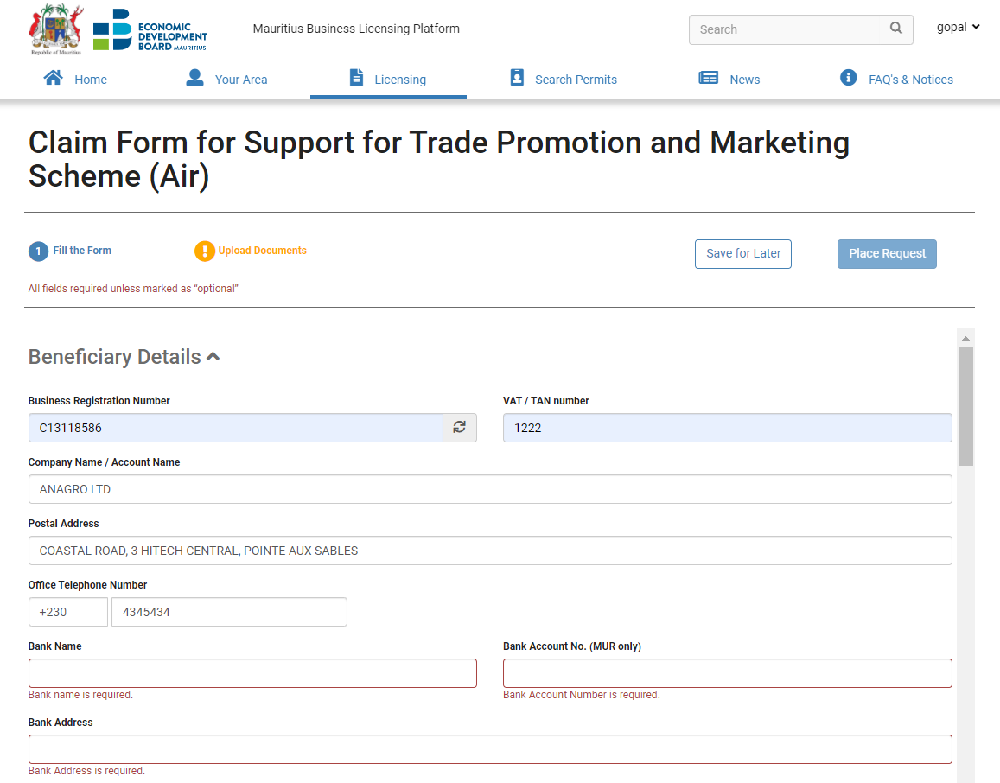 Republic of Mauritius
ECONOMIC
DEVELOPMENT
BOARD MAURITIUS
Mauritius Business Licensing Platform
Search
gopal
Home
Your Area
Licensing
Search Permits
News
FAQ's & Notices
Claim Form for Support for Trade Promotion and Marketing
Scheme (Air)
1 Fill the Form
! Upload Documents
Save for Later
Place Request
All fields required unless marked as “optional”
Beneficiary Details
Business Registration Number
VAT / TAN number
C13118586
1222
Company Name / Account Name
ANAGRO LTD
Postal Address
COASTAL ROAD, 3 HITECH CENTRAL, POINTE AUX SABLES
Office Telephone Number
+230
4345434
Bank Name
Bank Account No. (MUR only)
Bank name is required.
Bank Account Number is required.
Bank Address
Bank Address is required.